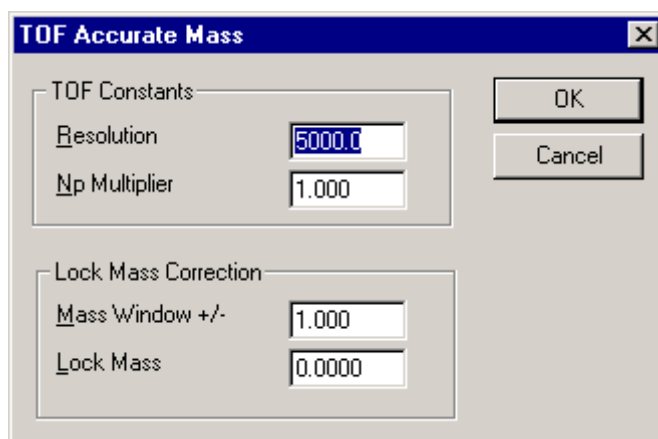 TOF Accurate Mass
TOF Constants
Resolution 5000.0
Np Multiplier 1.000
OK
Cancel
Lock Mass Correction
Mass Window +/- 1.000
Lock Mass 0.0000